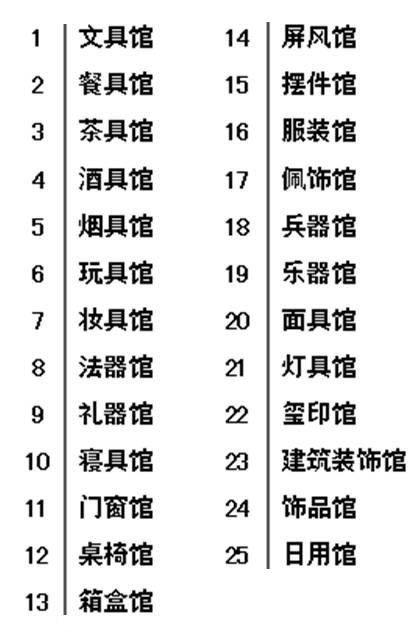 1 文具馆
2 餐具馆
3 茶具馆
4 酒具馆
5 烟具馆
6 玩具馆
7 妆具馆
8 法器馆
9 礼器馆
10 寝具馆
11 门窗馆
12 桌椅馆
13 箱盒馆
14 屏风馆
15 摆件馆
16 服装馆
17 佩饰馆
18 兵器馆
19 乐器馆
20 面具馆
21 灯具馆
22 玺印馆
23 建筑装饰馆
24 饰品馆
25 日用馆